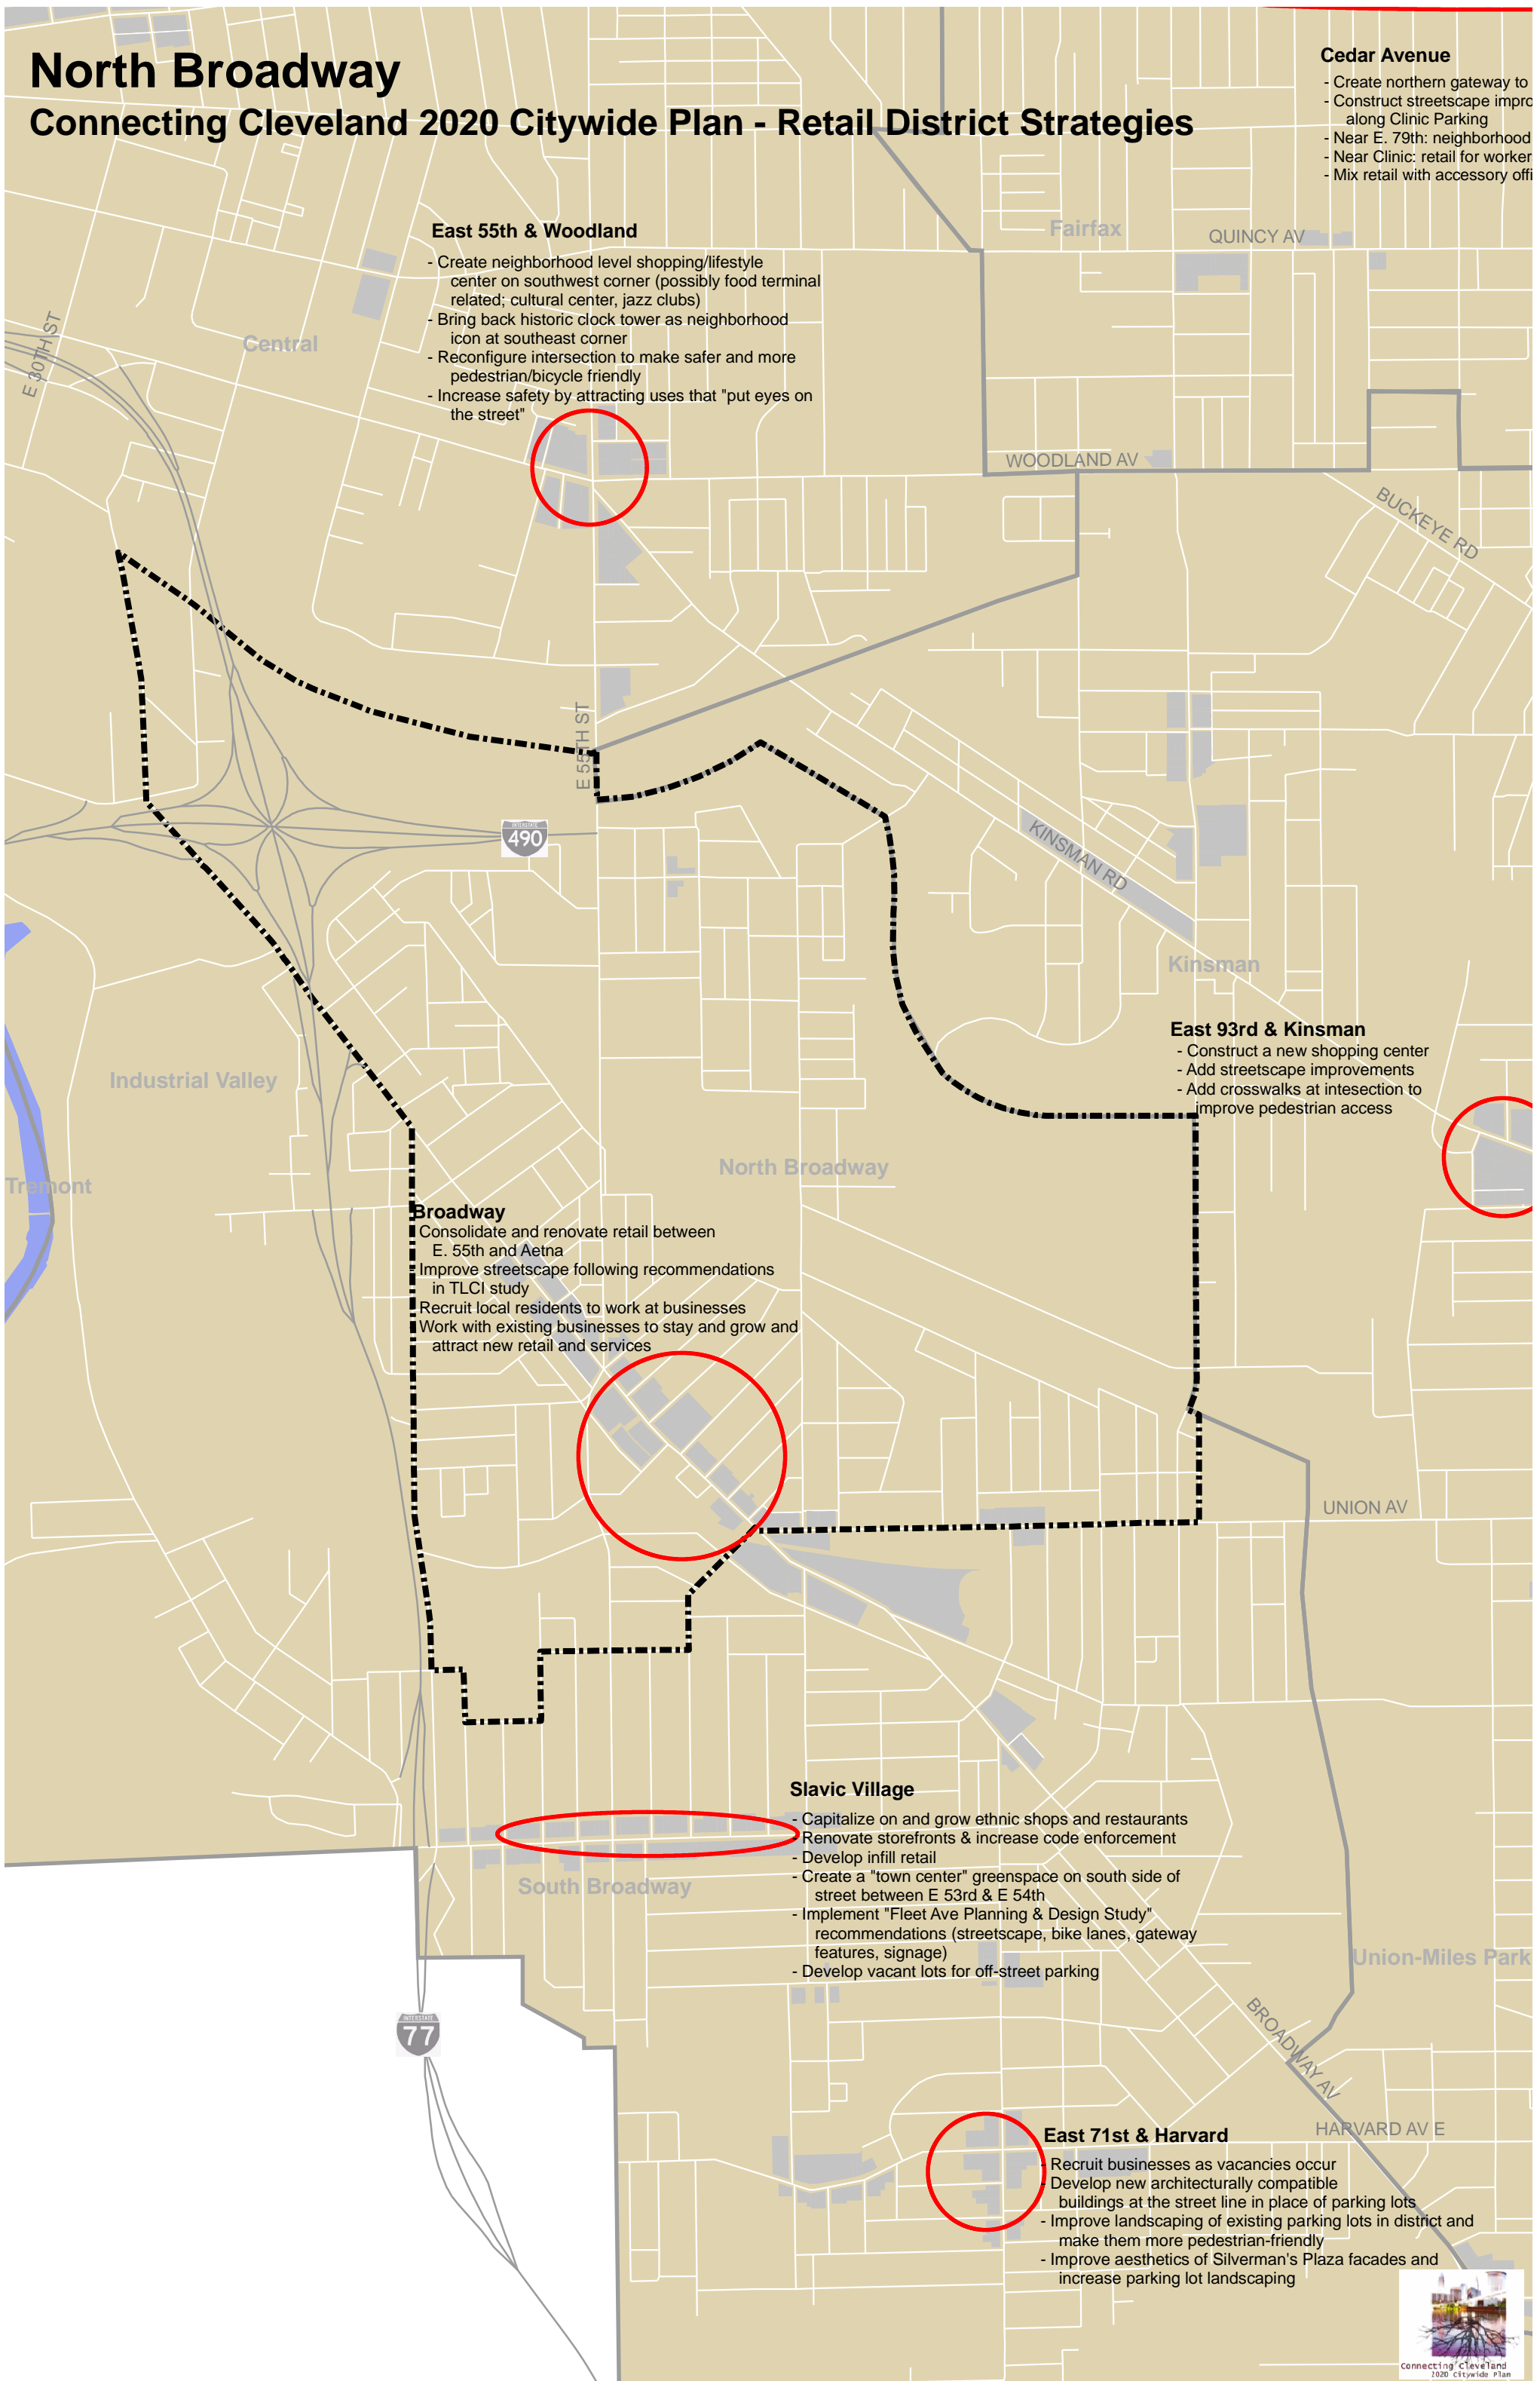 North Broadway
Connecting Cleveland 2020 Citywide Plan - Retail District Strategies
Cedar Avenue
- Create northern gateway to
- Construct streetscape impro
along Clinic Parking
- Near E. 79th: neighborhood
- Near Clinic: retail for worker
- Mix retail with accessory offi
East 55th & Woodland
- Create neighborhood level shopping/lifestyle
center on southwest corner (possibly food terminal
related; cultural center, jazz clubs)
- Bring back historic clock tower as neighborhood
icon at southeast corner
- Reconfigure intersection to make safer and more
pedestrian/bicycle friendly
- Increase safety by attracting uses that "put eyes on
the street"
Fairfax
QUINCY AV
Central
E 30TH ST
WOODLAND AV
BUCKEYE RD
E 55TH ST
INTERSTATE
490
KINSMAN RD
Kinsman
East 93rd & Kinsman
- Construct a new shopping center
- Add streetscape improvements
- Add crosswalks at intesection to
improve pedestrian access
Industrial Valley
North Broadway
Tremont
Broadway
- Consolidate and renovate retail between
E. 55th and Aetna
- Improve streetscape following recommendations
in TLCI study
- Recruit local residents to work at businesses
- Work with existing businesses to stay and grow and
attract new retail and services
UNION AV
Slavic Village
- Capitalize on and grow ethnic shops and restaurants
- Renovate storefronts & increase code enforcement
- Develop infill retail
- Create a "town center" greenspace on south side of
street between E 53rd & E 54th
- Implement "Fleet Ave Planning & Design Study"
recommendations (streetscape, bike lanes, gateway
features, signage)
- Develop vacant lots for off-street parking
South Broadway
Union-Miles Park
INTERSTATE
77
BROADWAY AV
HARVARD AV E
East 71st & Harvard
- Recruit businesses as vacancies occur
- Develop new architecturally compatible
buildings at the street line in place of parking lots
- Improve landscaping of existing parking lots in district and
make them more pedestrian-friendly
- Improve aesthetics of Silverman's Plaza facades and
increase parking lot landscaping
Connecting Cleveland
2020 Citywide Plan